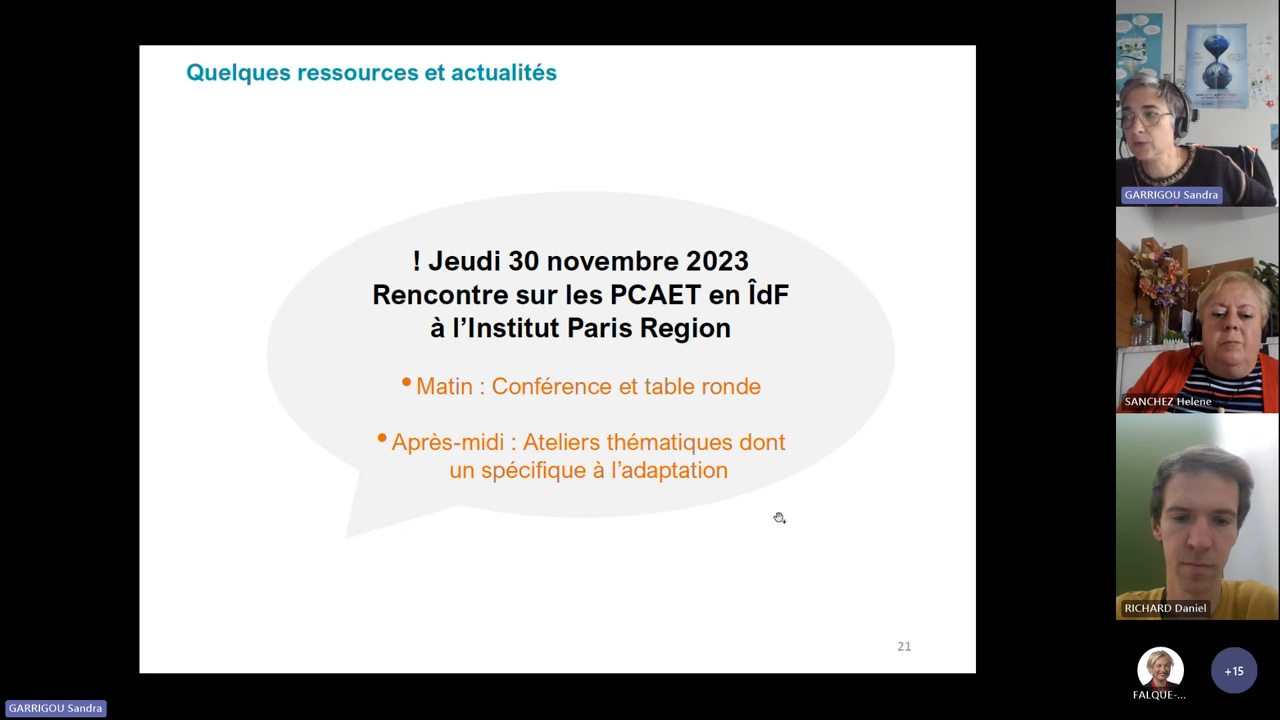 Quelques ressources et actualités
! Jeudi 30 novembre 2023
Rencontre sur les PCAET en ÎdF
à l'Institut Paris Region
• Matin : Conférence et table ronde
• Après-midi : Ateliers thématiques dont
un spécifique à l'adaptation
21
GARRIGOU Sandra
SANCHEZ Helene
RICHARD Daniel
FALQUE-...
+15
GARRIGOU Sandra